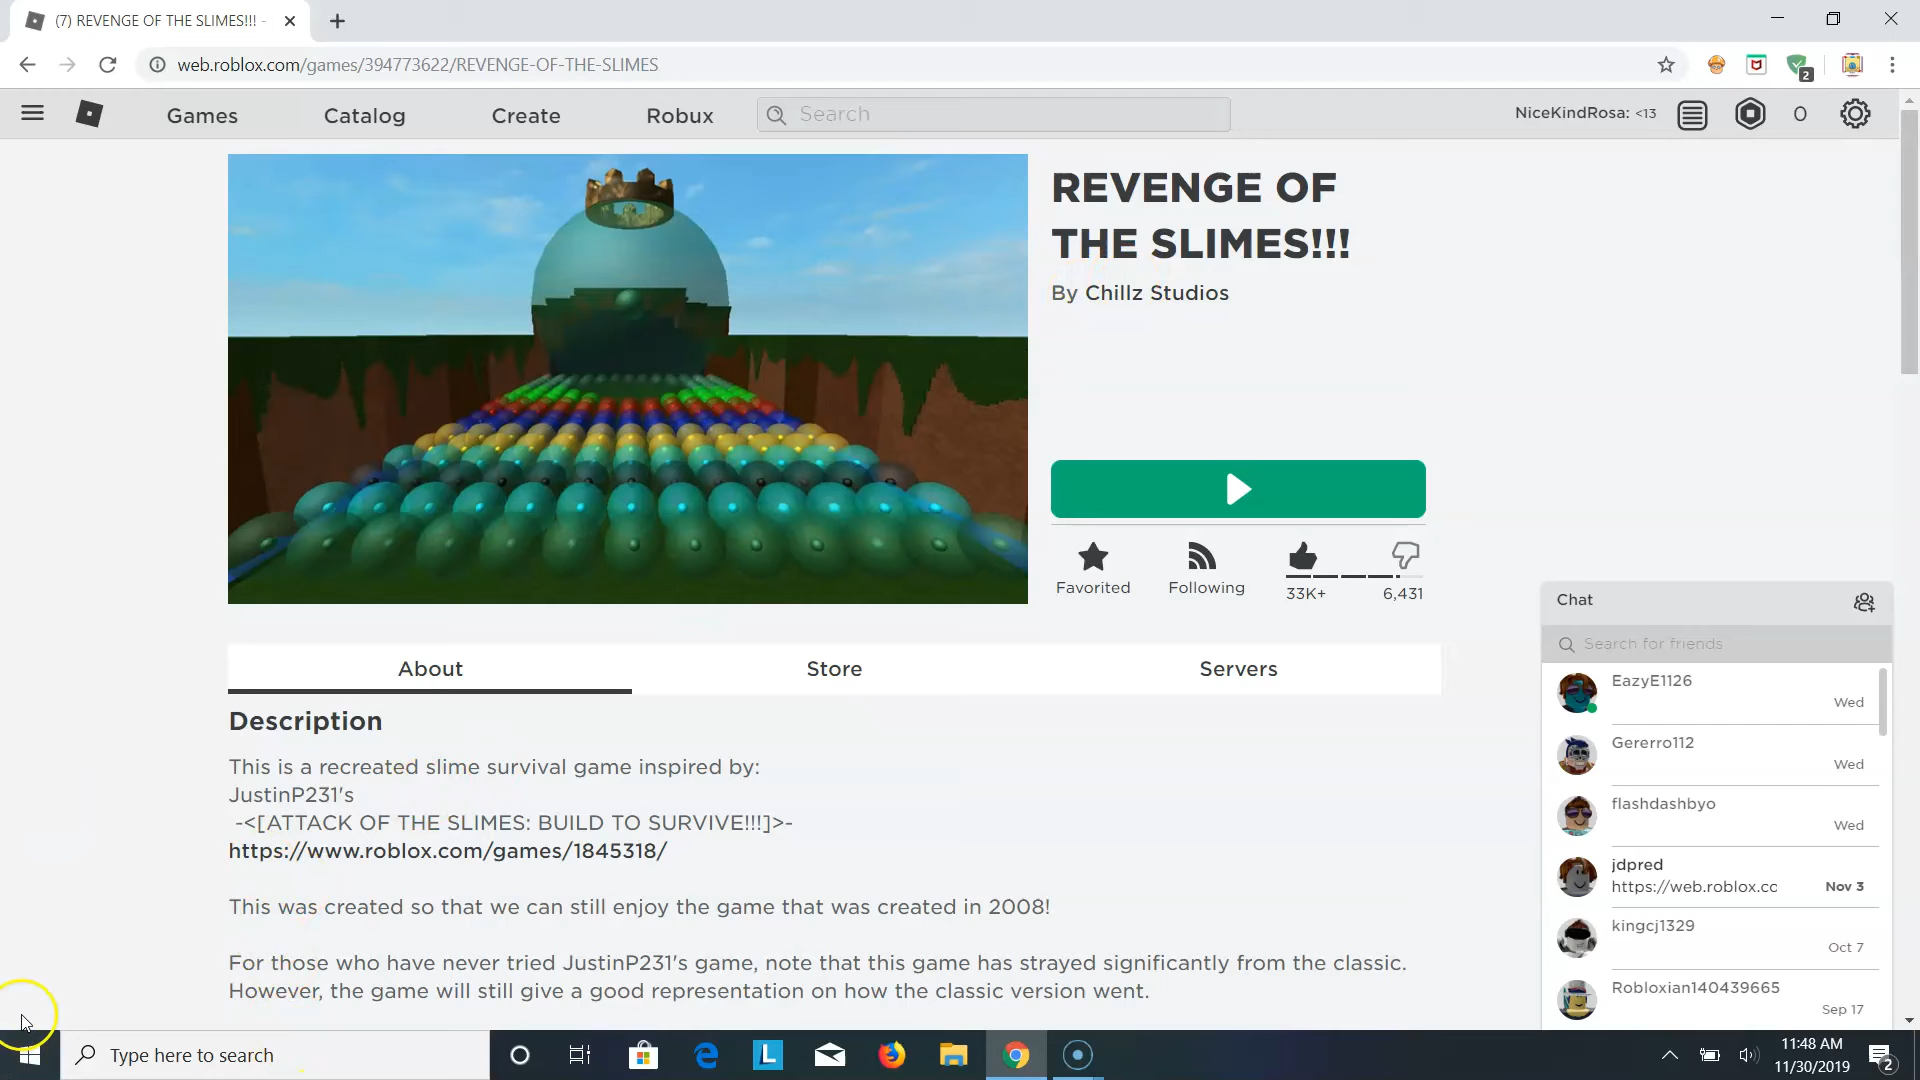 (7) REVENGE OF THE SLIMES!!! -
web.roblox.com/games/394773622/REVENGE-OF-THE-SLIMES
2
Games
Catalog
Create
Robux
Search
NiceKindRosa: <13
0
REVENGE OF
THE SLIMES!!!
By Chillz Studios
Favorited
Following
33K+
6,431
About
Store
Servers
Description
This is a recreated slime survival game inspired by:
JustinP231's
-<[ATTACK OF THE SLIMES: BUILD TO SURVIVE!!!]>-
https://www.roblox.com/games/1845318/
This was created so that we can still enjoy the game that was created in 2008!
For those who have never tried JustinP231's game, note that this game has strayed significantly from the classic.
However, the game will still give a good representation on how the classic version went.
Chat
Search for friends
EazyE1126
Wed
Gererro112
Wed
flashdashbyo
Wed
jdpred
https://web.roblox.cc
Nov 3
kingcj1329
Oct 7
Robloxian140439665
Sep 17
Type here to search
L
11:48 AM
11/30/2019
2